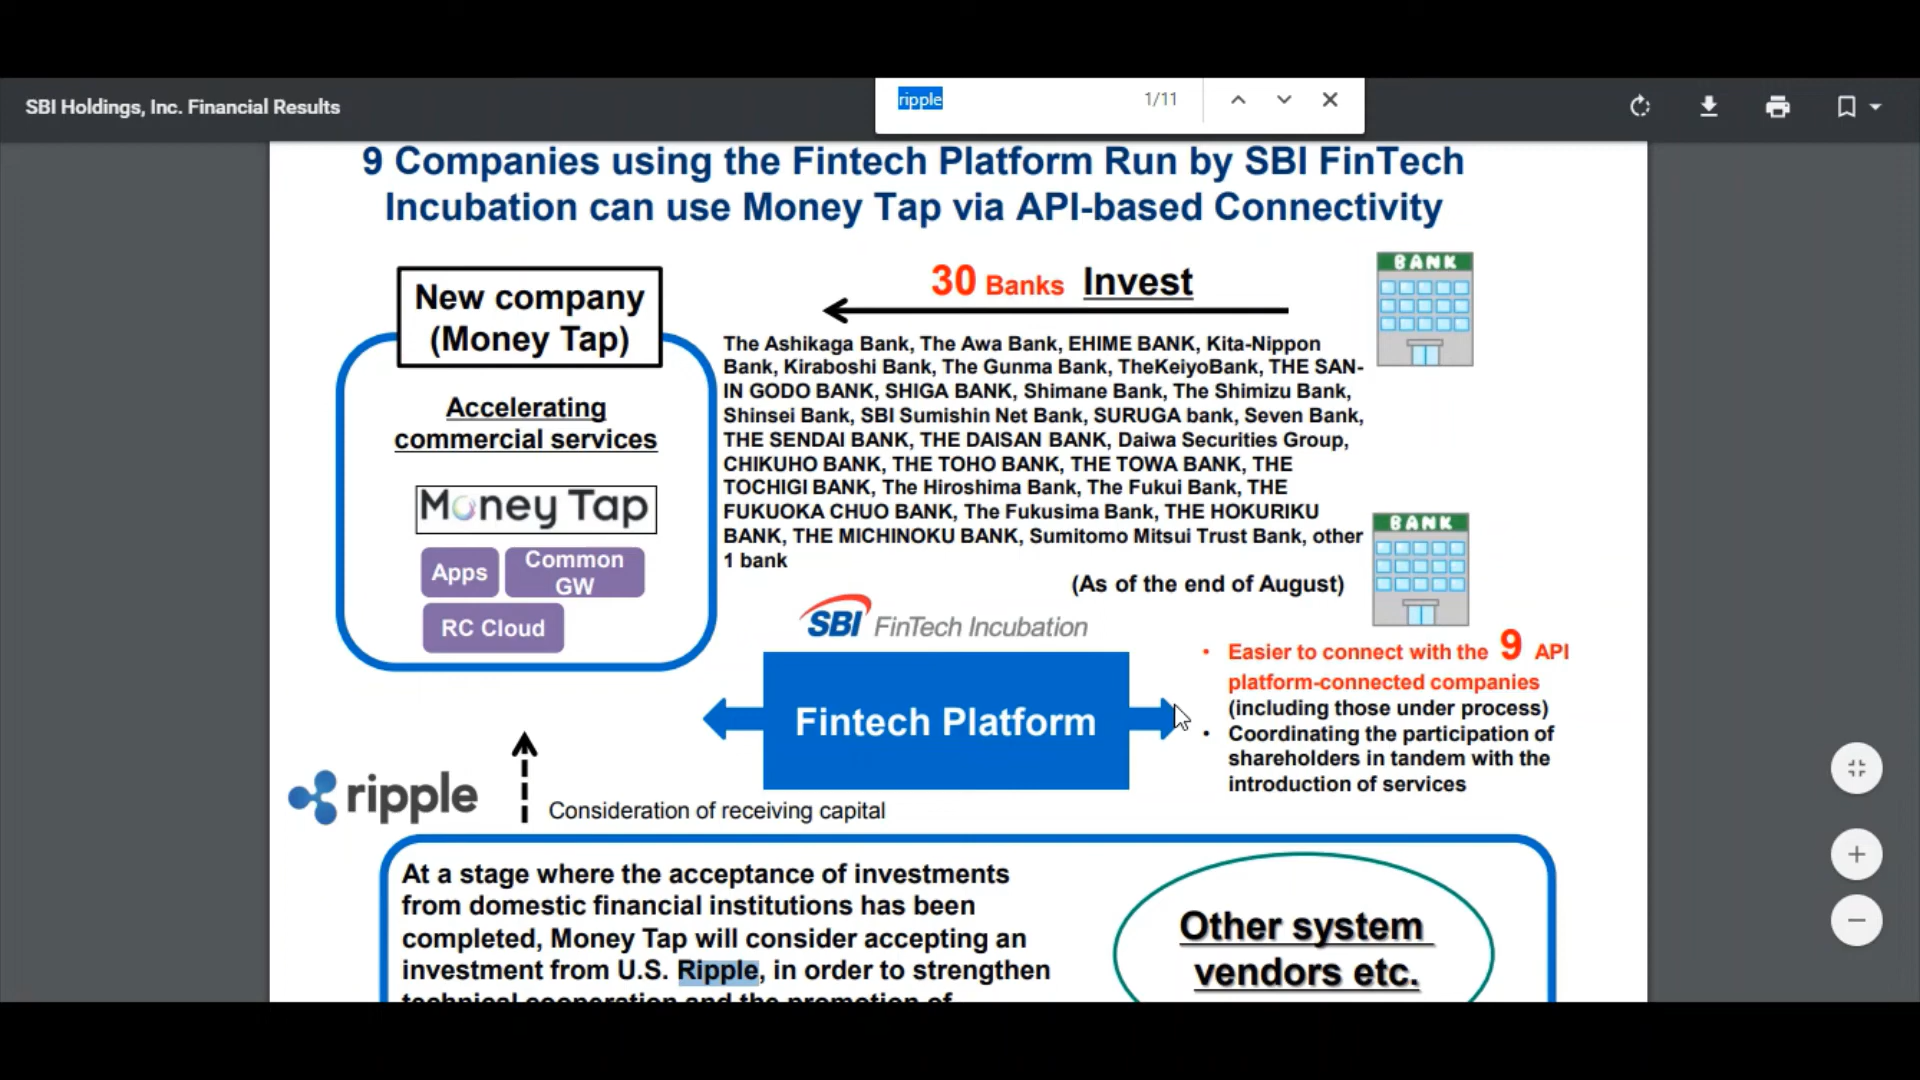 SBI Holdings, Inc. Financial Results
ripple
1/11
9 Companies using the Fintech Platform Run by SBI FinTech
Incubation can use Money Tap via API-based Connectivity
New company
(Money Tap)
Accelerating
commercial services
Money Tap
Apps
Common
GW
RC Cloud
30 Banks Invest
BANK
The Ashikaga Bank, The Awa Bank, EHIME BANK, Kita-Nippon
Bank, Kiraboshi Bank, The Gunma Bank, TheKeiyoBank, THE SAN-
IN GODO BANK, SHIGA BANK, Shimane Bank, The Shimizu Bank,
Shinsei Bank, SBI Sumishin Net Bank, SURUGA bank, Seven Bank,
THE SENDAI BANK, THE DAISAN BANK, Daiwa Securities Group,
CHIKUHO BANK, THE TOHO BANK, THE TOWA BANK, THE
TOCHIGI BANK, The Hiroshima Bank, The Fukui Bank, THE
FUKUOKA CHUO BANK, The Fukusima Bank, THE HOKURIKU
BANK, THE MICHINOKU BANK, Sumitomo Mitsui Trust Bank, other
1 bank
(As of the end of August)
BANK
SBI FinTech Incubation
Fintech Platform
• Easier to connect with the 9 API
platform-connected companies
(including those under process)
• Coordinating the participation of
shareholders in tandem with the
introduction of services
ripple
Consideration of receiving capital
At a stage where the acceptance of investments
from domestic financial institutions has been
completed, Money Tap will consider accepting an
investment from U.S. Ripple, in order to strengthen
technical cooperation and the promotion of
Other system
vendors etc.